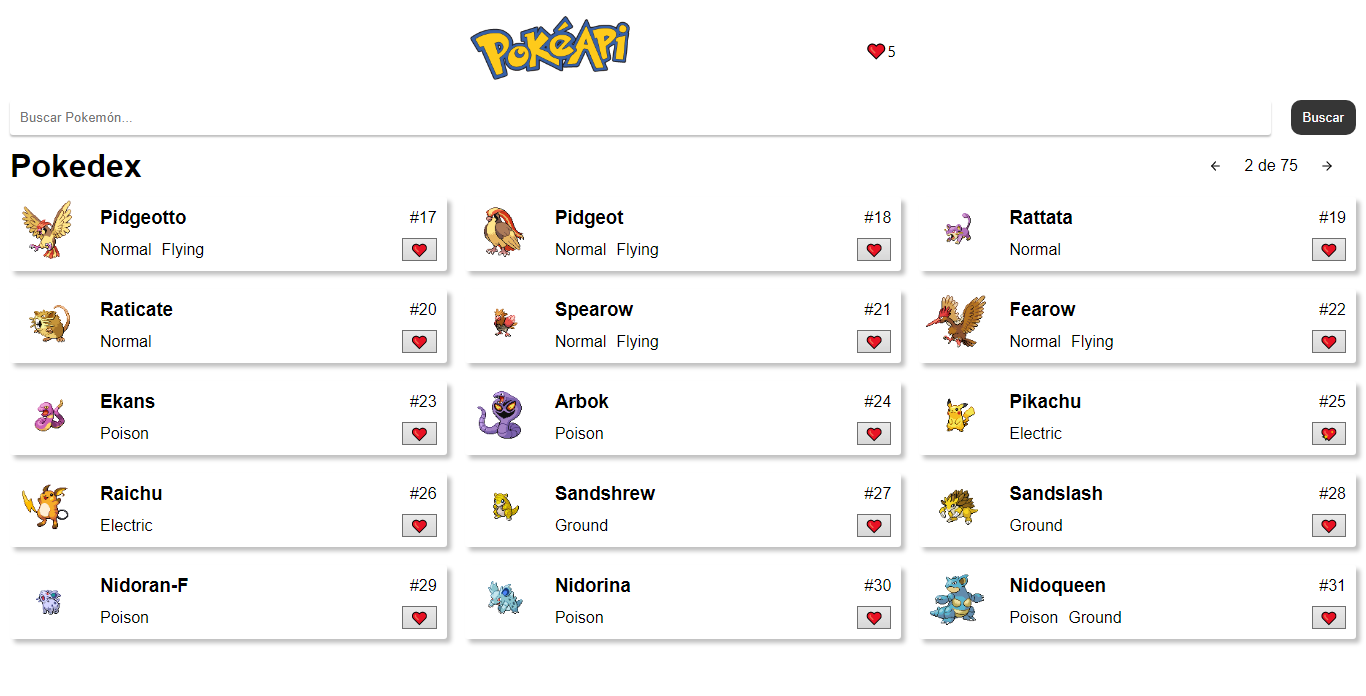 PokéApi
5
Buscar Pokemón...
Buscar
Pokedex
2 de 75
Pidgeotto #17
Normal Flying
Pidgeot #18
Normal Flying
Rattata #19
Normal
Raticate #20
Normal
Spearow #21
Normal Flying
Fearow #22
Normal Flying
Ekans #23
Poison
Arbok #24
Poison
Pikachu #25
Electric
Raichu #26
Electric
Sandshrew #27
Ground
Sandslash #28
Ground
Nidoran-F #29
Poison
Nidorina #30
Poison
Nidoqueen #31
Poison Ground